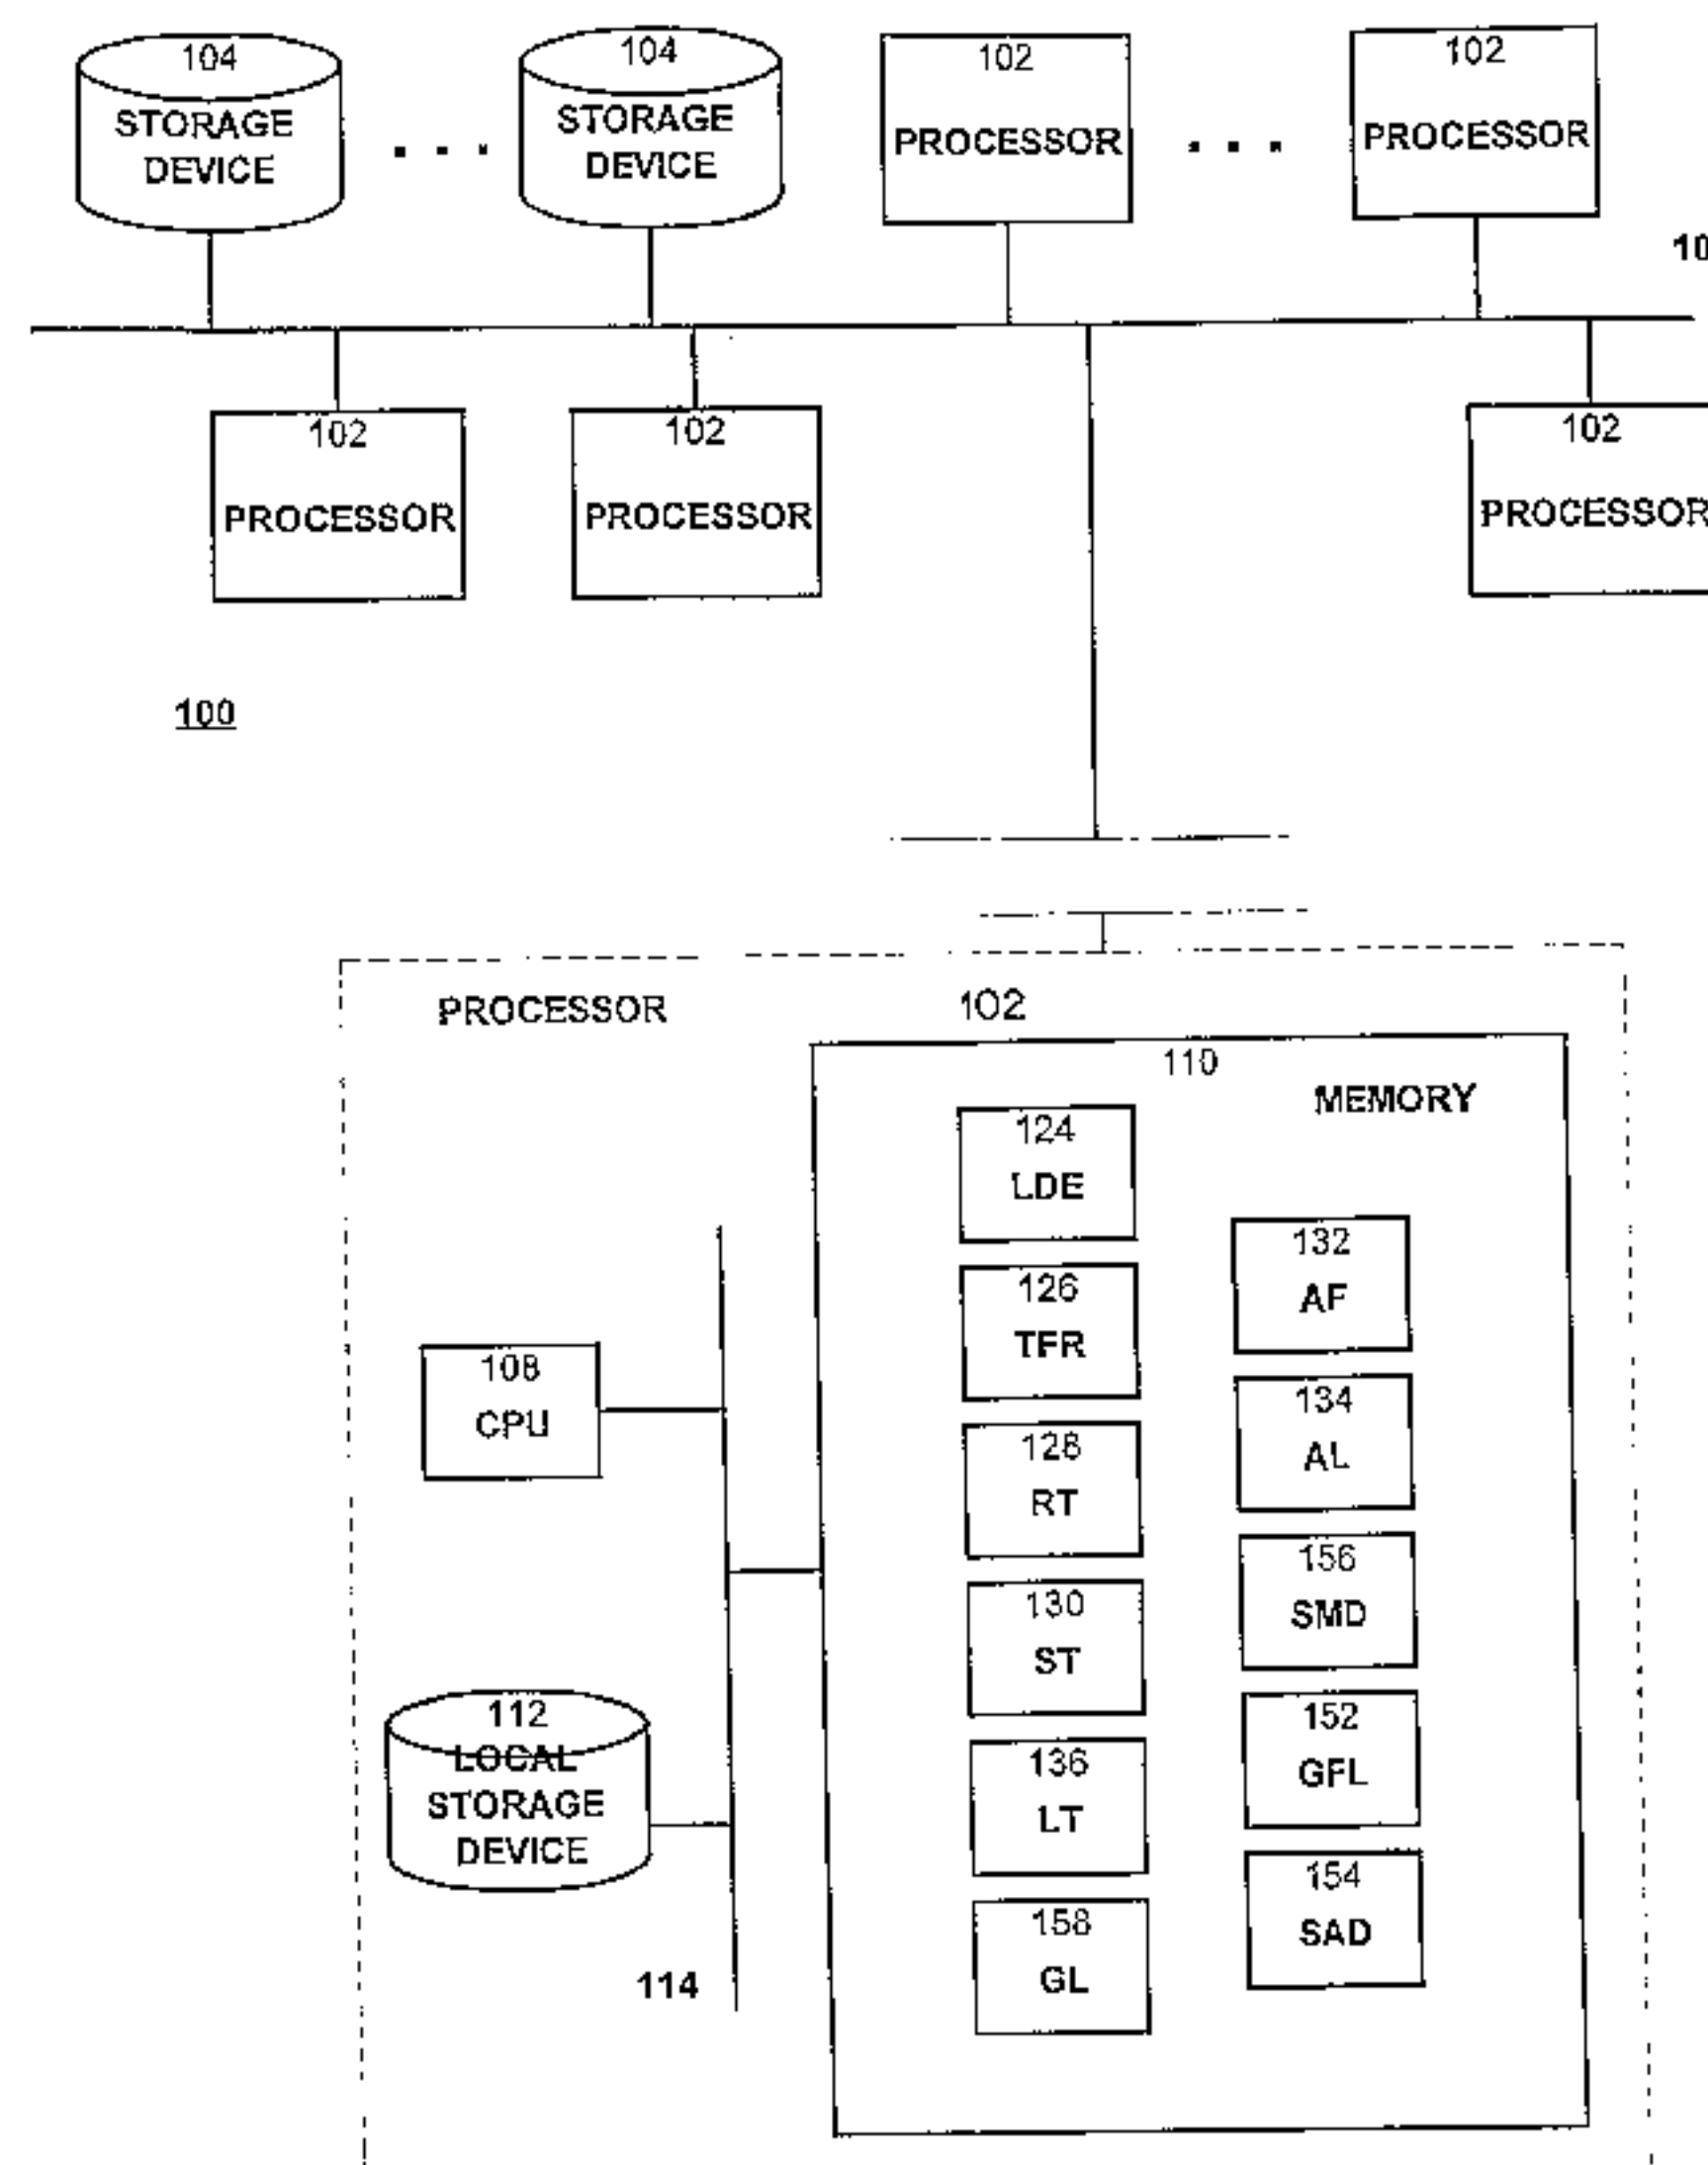 104
STORAGE
DEVICE
104
STORAGE
DEVICE
102
PROCESSOR
102
PROCESSOR
10
102
PROCESSOR
102
PROCESSOR
102
PROCESSOR
100
PROCESSOR
102
110
MEMORY
124
LDE
126
TFR
128
RT
130
ST
136
LT
158
GL
132
AF
134
AL
156
SMD
152
GFL
154
SAD
108
CPU
112
LOCAL
STORAGE
DEVICE
114